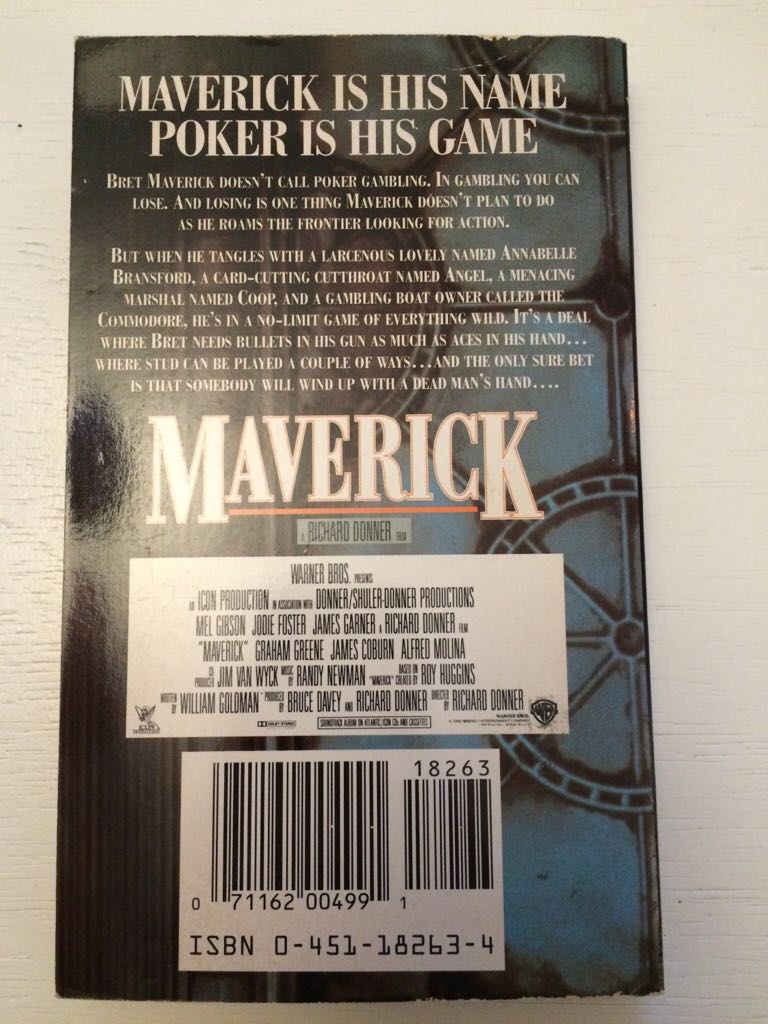 MAVERICK IS HIS NAME
POKER IS HIS GAME
BRET MAVERICK DOESN'T CALL POKER GAMBLING. IN GAMBLING YOU CAN
LOSE. AND LOSING IS ONE THING MAVERICK DOESN'T PLAN TO DO
AS HE ROAMS THE FRONTIER LOOKING FOR ACTION.
BUT WHEN HE TANGLES WITH A LARCENOUS LOVELY NAMED ANNABELLE
BRANSFORD, A CARD-CUTTING CUTTHROAT NAMED ANGEL, A MENACING
MARSHAL NAMED COOP, AND A GAMBLING BOAT OWNER CALLED THE
COMMODORE, HE'S IN A NO-LIMIT GAME OF EVERYTHING WILD. IT'S A DEAL
WHERE BRET NEEDS BULLETS IN HIS GUN AS MUCH AS ACES IN HIS HAND...
WHERE STUD CAN BE PLAYED A COUPLE OF WAYS...AND THE ONLY SURE BET
IS THAT SOMEBODY WILL WIND UP WITH A DEAD MAN'S HAND....
MAVERICK
A RICHARD DONNER FILM
WARNER BROS. PRESENTS
AN ICON PRODUCTION IN ASSOCIATION WITH DONNER/SHULER-DONNER PRODUCTIONS
MEL GIBSON JODIE FOSTER JAMES GARNER A RICHARD DONNER FILM
"MAVERICK" GRAHAM GREENE JAMES COBURN ALFRED MOLINA
CO PRODUCER JIM VAN WYCK MUSIC BY RANDY NEWMAN BASED ON "MAVERICK" CREATED BY ROY HUGGINS
WRITTEN BY WILLIAM GOLDMAN PRODUCED BY BRUCE DAVEY AND RICHARD DONNER DIRECTED BY RICHARD DONNER
ICON
DOLBY STEREO
SOUNDTRACK ALBUM ON ATLANTIC/ICON CDs AND CASSETTES
WARNER BROS.
18263
0 71162 00499 1
ISBN 0-451-18263-4